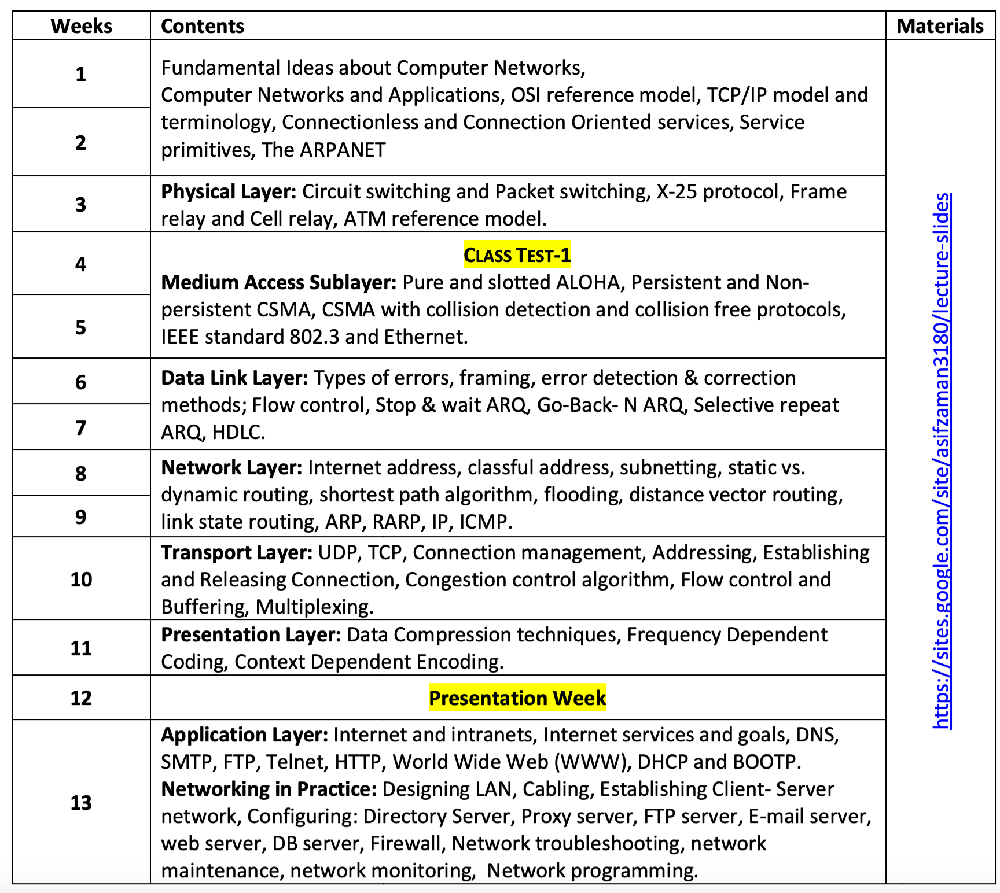 Weeks Contents Materials
1
2
Fundamental Ideas about Computer Networks,
Computer Networks and Applications, OSI reference model, TCP/IP model and
terminology, Connectionless and Connection Oriented services, Service
primitives, The ARPANET
3
Physical Layer: Circuit switching and Packet switching, X-25 protocol, Frame
relay and Cell relay, ATM reference model.
4
5
CLASS TEST-1
Medium Access Sublayer: Pure and slotted ALOHA, Persistent and Non-
persistent CSMA, CSMA with collision detection and collision free protocols,
IEEE standard 802.3 and Ethernet.
6
7
Data Link Layer: Types of errors, framing, error detection & correction
methods; Flow control, Stop & wait ARQ, Go-Back- N ARQ, Selective repeat
ARQ, HDLC.
8
9
Network Layer: Internet address, classful address, subnetting, static vs.
dynamic routing, shortest path algorithm, flooding, distance vector routing,
link state routing, ARP, RARP, IP, ICMP.
10
Transport Layer: UDP, TCP, Connection management, Addressing, Establishing
and Releasing Connection, Congestion control algorithm, Flow control and
Buffering, Multiplexing.
11
Presentation Layer: Data Compression techniques, Frequency Dependent
Coding, Context Dependent Encoding.
12
Presentation Week
13
Application Layer: Internet and intranets, Internet services and goals, DNS,
SMTP, FTP, Telnet, HTTP, World Wide Web (WWW), DHCP and BOOTP.
Networking in Practice: Designing LAN, Cabling, Establishing Client- Server
network, Configuring: Directory Server, Proxy server, FTP server, E-mail server,
web server, DB server, Firewall, Network troubleshooting, network
maintenance, network monitoring,  Network programming.
https://sites.google.com/site/asifzaman3180/lecture-slides